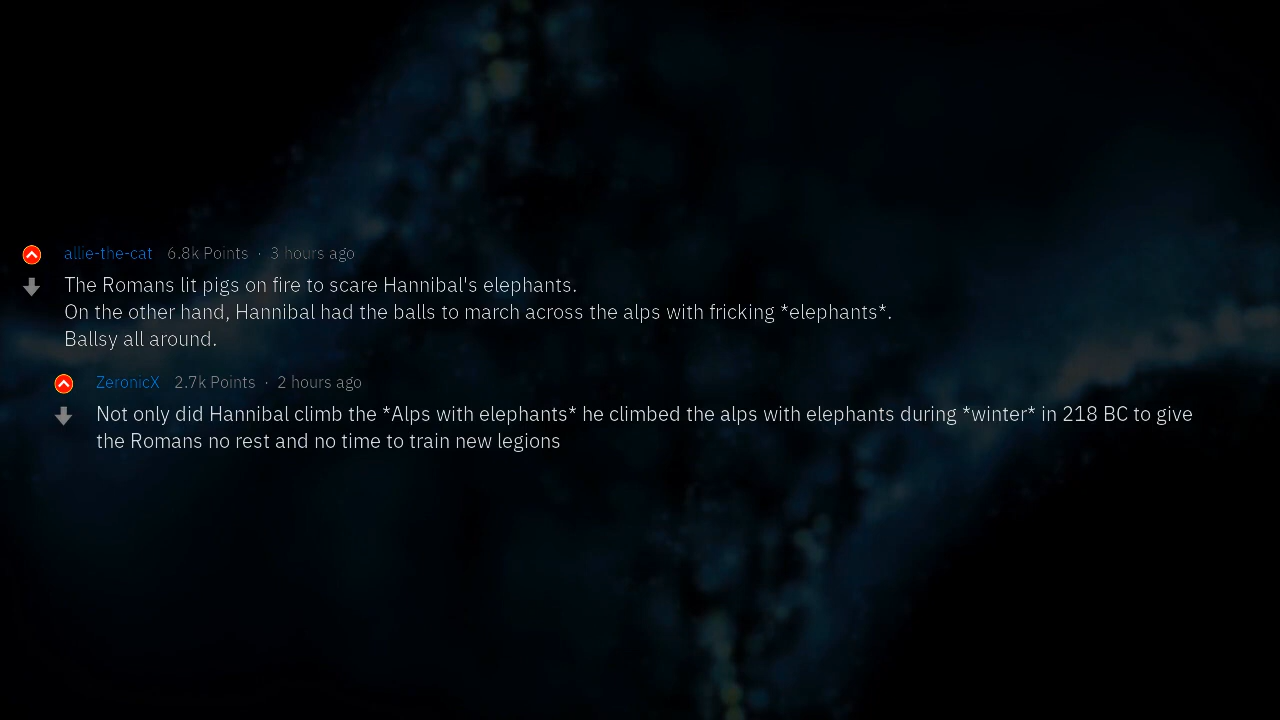 allie-the-cat 6.8k Points · 3 hours ago
The Romans lit pigs on fire to scare Hannibal's elephants.
On the other hand, Hannibal had the balls to march across the alps with fricking *elephants*.
Ballsy all around.
ZeronicX 2.7k Points · 2 hours ago
Not only did Hannibal climb the *Alps with elephants* he climbed the alps with elephants during *winter* in 218 BC to give
the Romans no rest and no time to train new legions